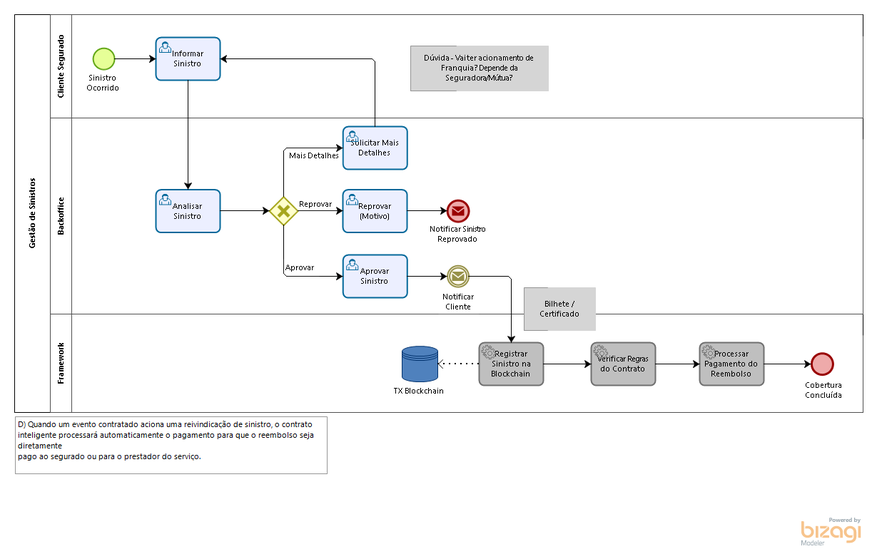 Gestão de Sinistros
Cliente Segurado
Sinistro
Ocorrido
Informar
Sinistro
Dúvida - Vai ter acionamento de
Franquia? Depende da
Seguradora/Mútua?
Backoffice
Solicitar Mais
Detalhes
Mais Detalhes
Analisar
Sinistro
Reprovar
Reprovar
(Motivo)
Notificar Sinistro
Reprovado
Aprovar
Aprovar
Sinistro
Notificar
Cliente
Bilhete /
Certificado
Framework
TX Blockchain
Registrar
Sinistro na
Blockchain
Verificar Regras
do Contrato
Processar
Pagamento do
Reembolso
Cobertura
Concluída
D) Quando um evento contratado aciona uma reivindicação de sinistro, o contrato
inteligente processará automaticamente o pagamento para que o reembolso seja
diretamente
pago ao segurado ou para o prestador do serviço.
Powered by
bizagi
Modeler